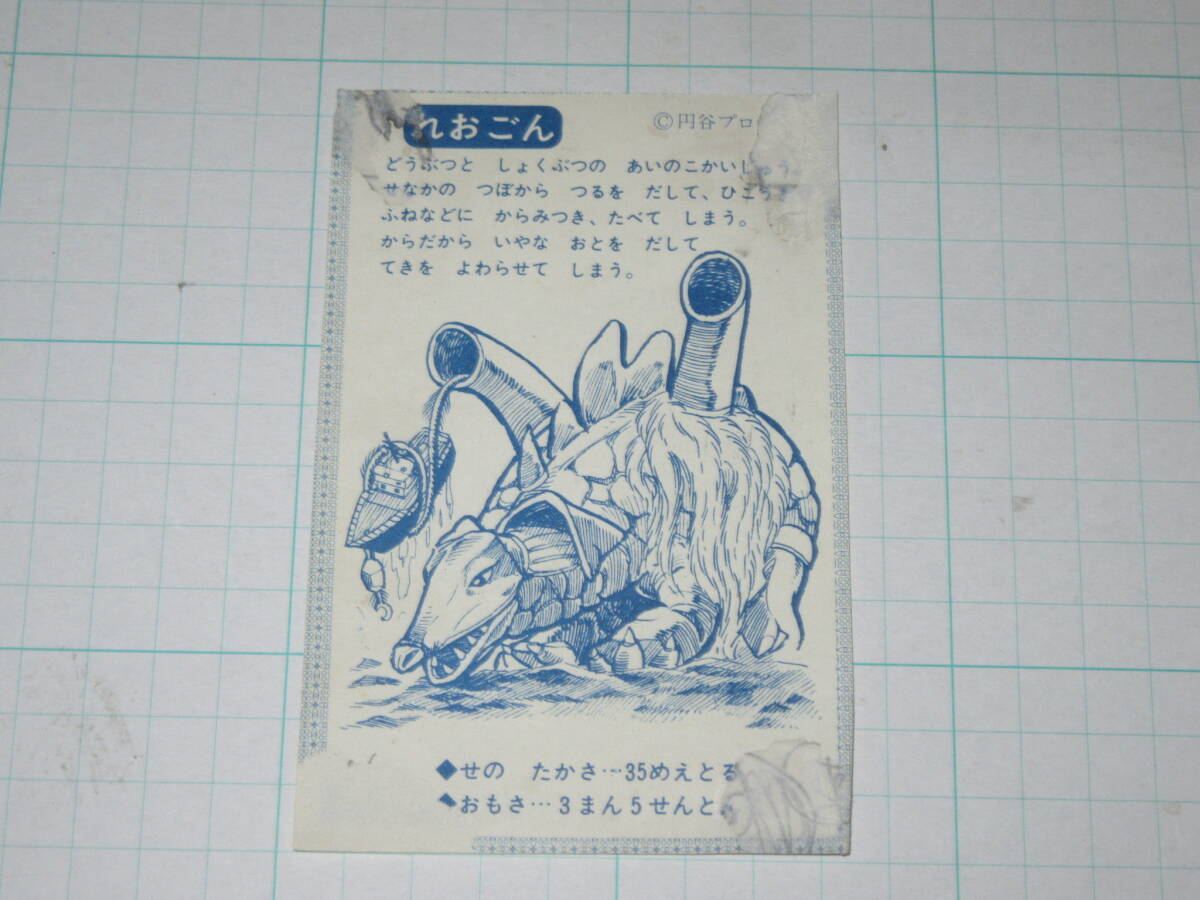 れおごん
©円谷プロ
どうぶつと しょくぶつの あいのこかいじゅう。
せなかの つぼから つるを だして、ひこう
ふねなどに からみつき、たべて しまう。
からだから いやな おとを だして
てきを よわらせて しまう。
◆せの たかさ…35めえとる
◆おもさ…3まん5せんと